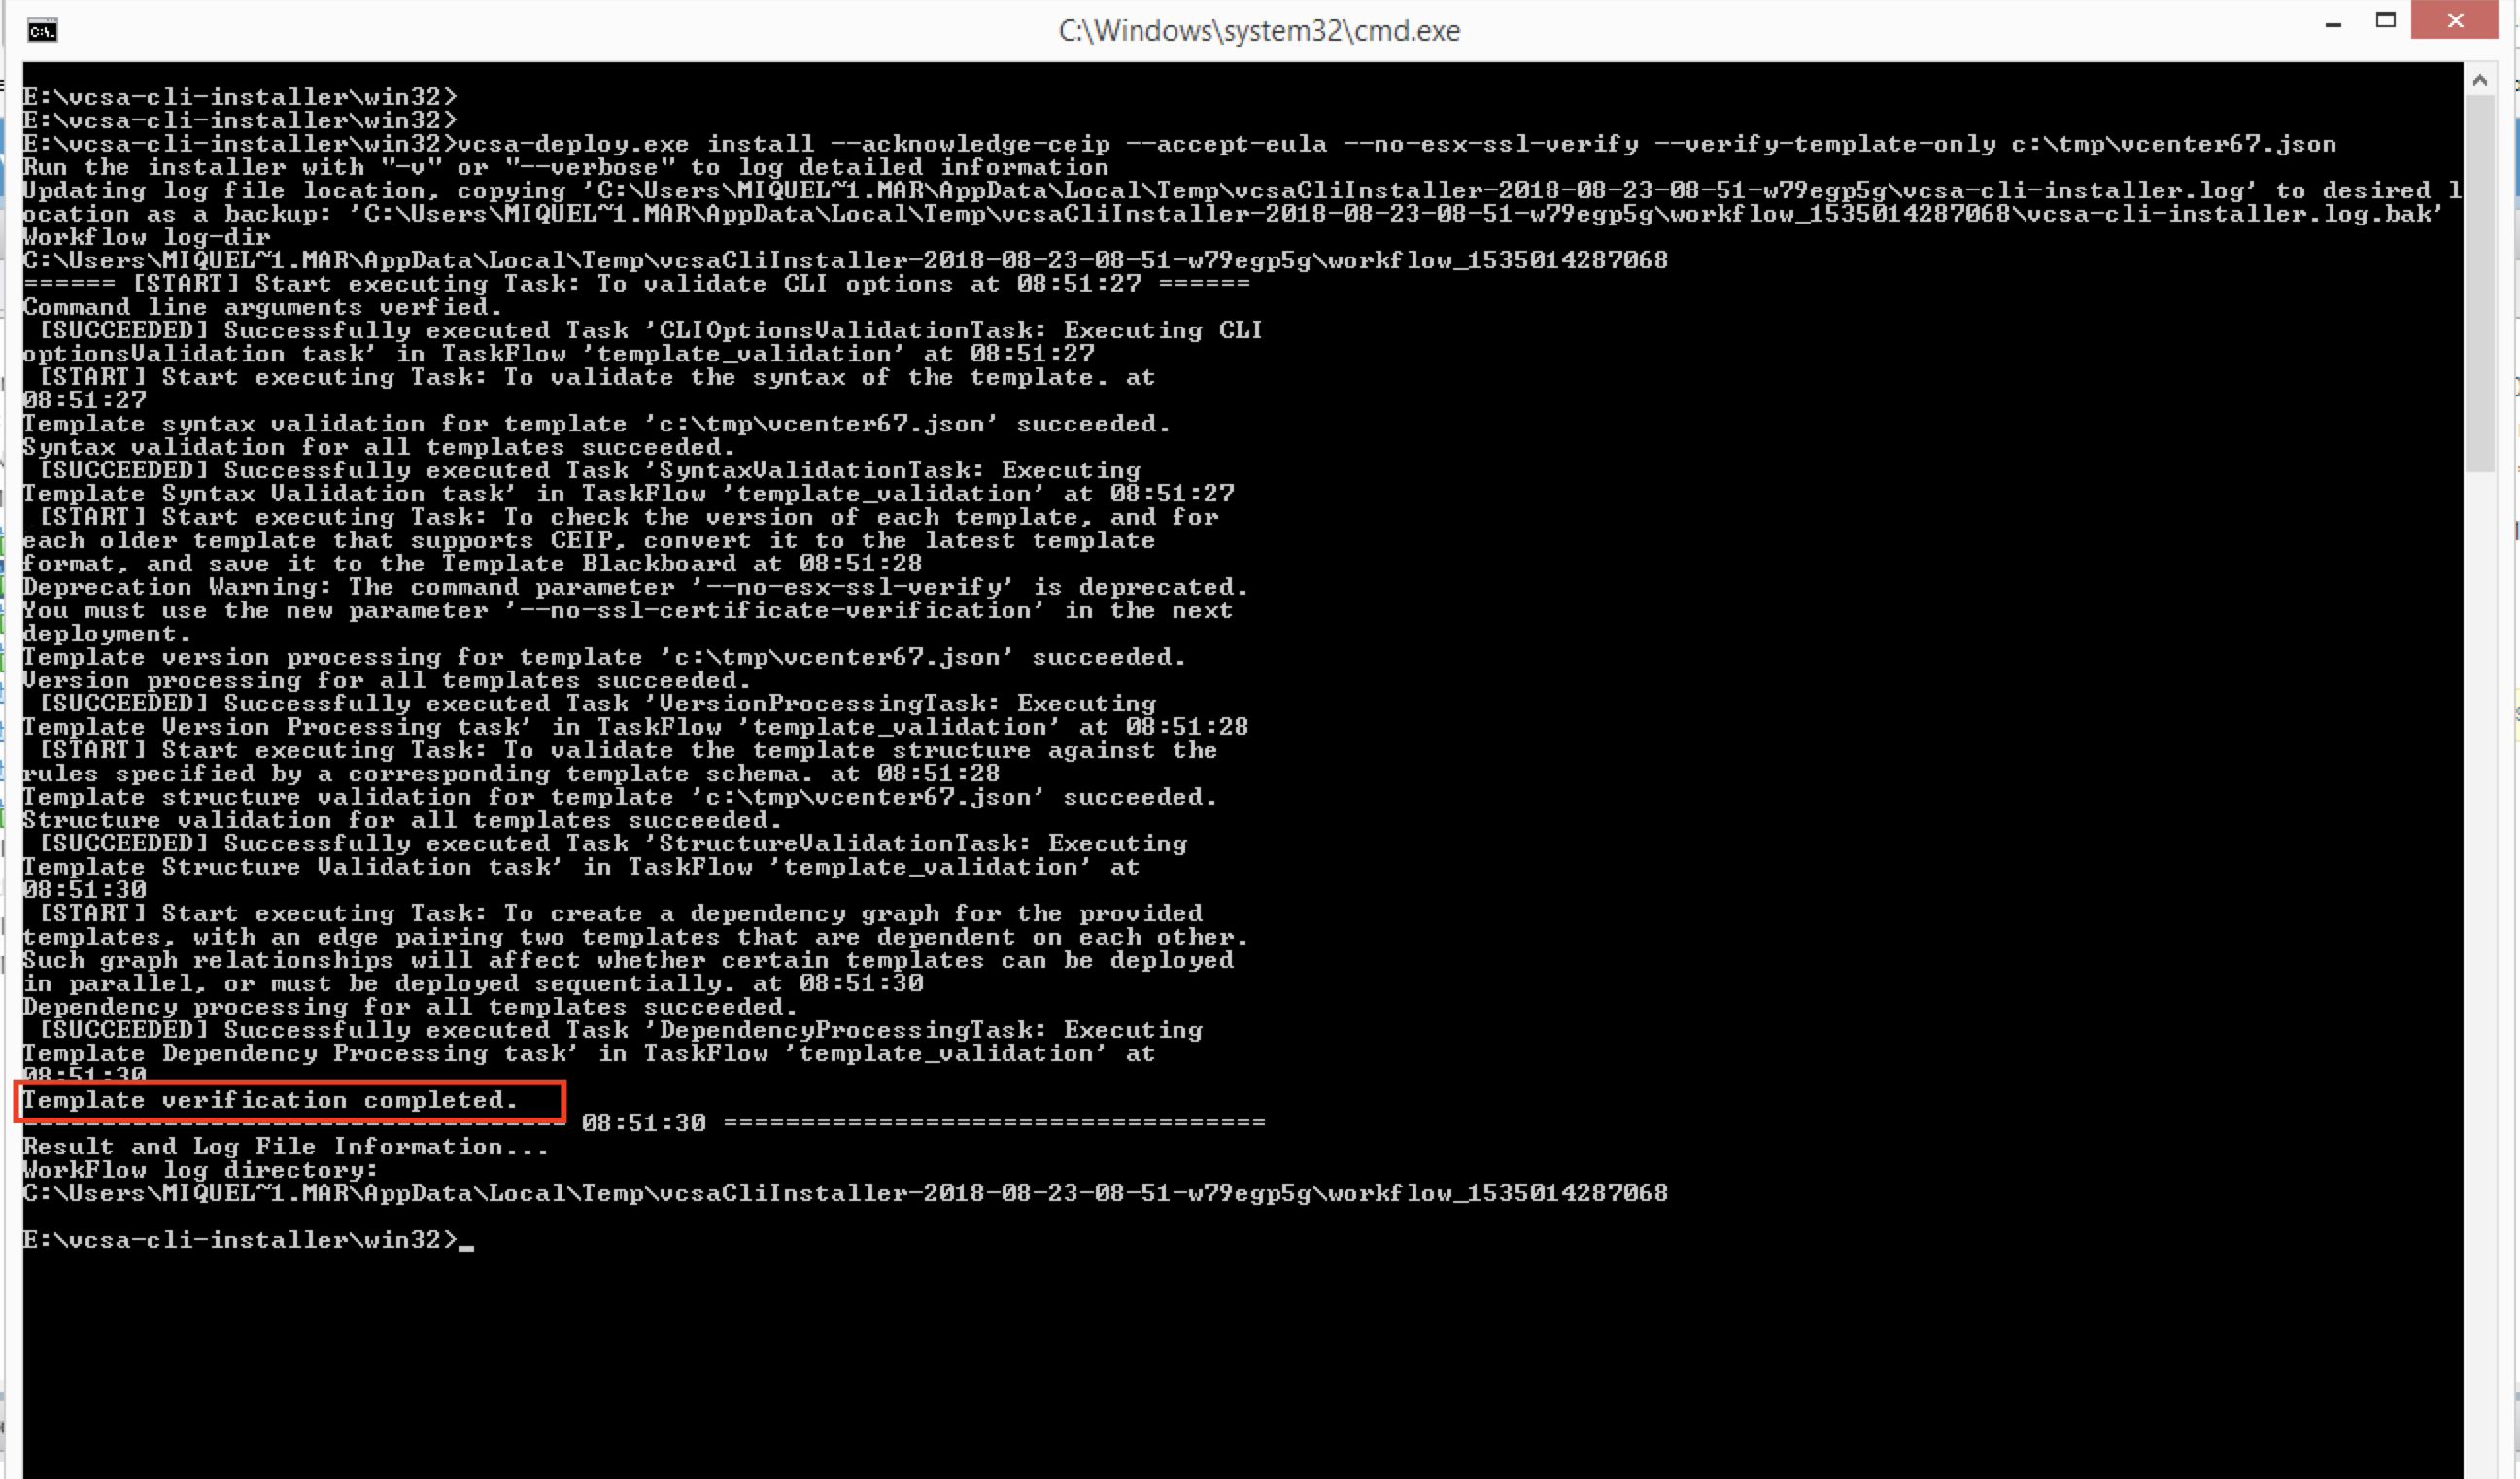 C:\Windows\system32\cmd.exe
E:\vcsa-cli-installer\win32>
E:\vcsa-cli-installer\win32>
E:\vcsa-cli-installer\win32>vcsa-deploy.exe install --acknowledge-ceip --accept-eula --no-esx-ssl-verify --verify-template-only c:\tmp\vcenter67.json
Run the installer with "-v" or "--verbose" to log detailed information
Updating log file location, copying 'C:\Users\MIQUEL~1.MAR\AppData\Local\Temp\vcsaCliInstaller-2018-08-23-08-51-w79egp5g\vcsa-cli-installer.log' to desired l
ocation as a backup: 'C:\Users\MIQUEL~1.MAR\AppData\Local\Temp\vcsaCliInstaller-2018-08-23-08-51-w79egp5g\workflow_1535014287068\vcsa-cli-installer.log.bak'
Workflow log-dir
C:\Users\MIQUEL~1.MAR\AppData\Local\Temp\vcsaCliInstaller-2018-08-23-08-51-w79egp5g\workflow_1535014287068
====== [START] Start executing Task: To validate CLI options at 08:51:27 ======
Command line arguments verfied.
[SUCCEEDED] Successfully executed Task 'CLIOptionsValidationTask: Executing CLI
optionsValidation task' in TaskFlow 'template_validation' at 08:51:27
[START] Start executing Task: To validate the syntax of the template. at
08:51:27
Template syntax validation for template 'c:\tmp\vcenter67.json' succeeded.
Syntax validation for all templates succeeded.
[SUCCEEDED] Successfully executed Task 'SyntaxValidationTask: Executing
Template Syntax Validation task' in TaskFlow 'template_validation' at 08:51:27
[START] Start executing Task: To check the version of each template, and for
each older template that supports CEIP, convert it to the latest template
format, and save it to the Template Blackboard at 08:51:28
Deprecation Warning: The command parameter '--no-esx-ssl-verify' is deprecated.
You must use the new parameter '--no-ssl-certificate-verification' in the next
deployment.
Template version processing for template 'c:\tmp\vcenter67.json' succeeded.
Version processing for all templates succeeded.
[SUCCEEDED] Successfully executed Task 'VersionProcessingTask: Executing
Template Version Processing task' in TaskFlow 'template_validation' at 08:51:28
[START] Start executing Task: To validate the template structure against the
rules specified by a corresponding template schema. at 08:51:28
Template structure validation for template 'c:\tmp\vcenter67.json' succeeded.
Structure validation for all templates succeeded.
[SUCCEEDED] Successfully executed Task 'StructureValidationTask: Executing
Template Structure Validation task' in TaskFlow 'template_validation' at
08:51:30
[START] Start executing Task: To create a dependency graph for the provided
templates, with an edge pairing two templates that are dependent on each other.
Such graph relationships will affect whether certain templates can be deployed
in parallel, or must be deployed sequentially. at 08:51:30
Dependency processing for all templates succeeded.
[SUCCEEDED] Successfully executed Task 'DependencyProcessingTask: Executing
Template Dependency Processing task' in TaskFlow 'template_validation' at
08:51:30
Template verification completed.
=================================== 08:51:30 ===================================
Result and Log File Information...
WorkFlow log directory:
C:\Users\MIQUEL~1.MAR\AppData\Local\Temp\vcsaCliInstaller-2018-08-23-08-51-w79egp5g\workflow_1535014287068
E:\vcsa-cli-installer\win32>_